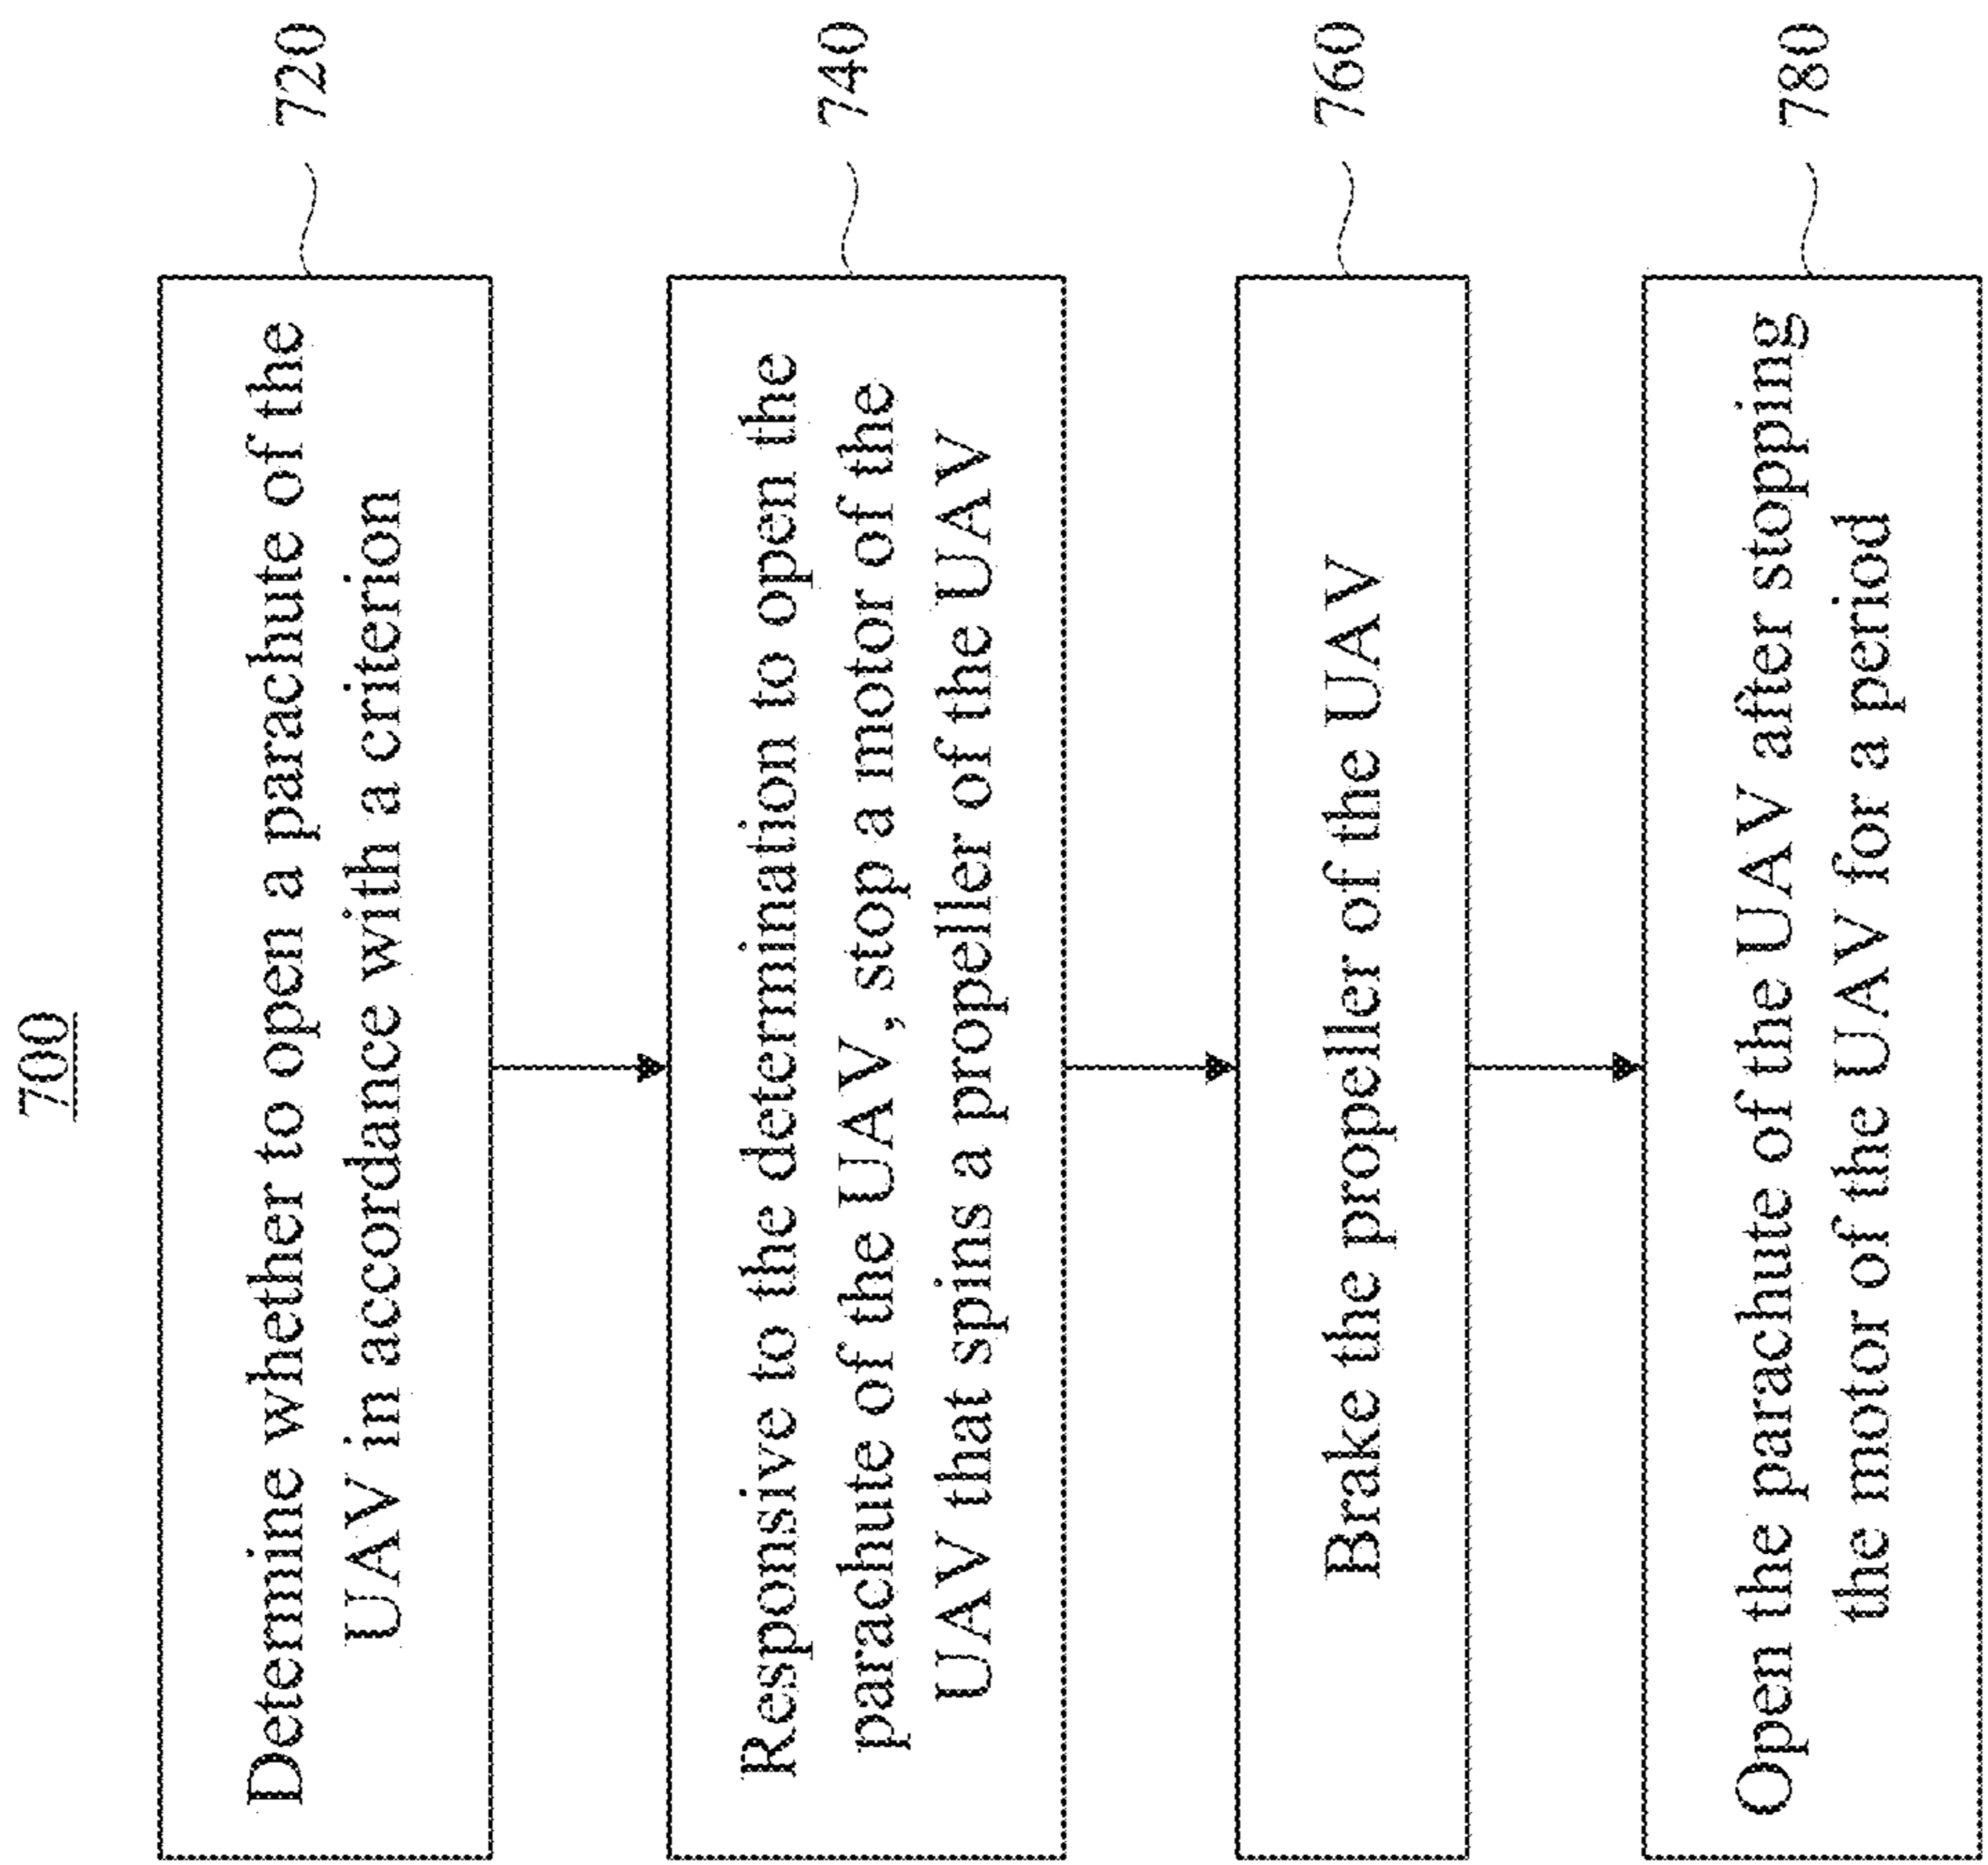 700
Determine whether to open a parachute of the
UAV in accordance with a criterion
720
Responsive to the determination to open the
parachute of the UAV, stop a motor of the
UAV that spins a propeller of the UAV
740
Brake the propeller of the UAV
760
Open the parachute of the UAV after stopping
the motor of the UAV for a period
780